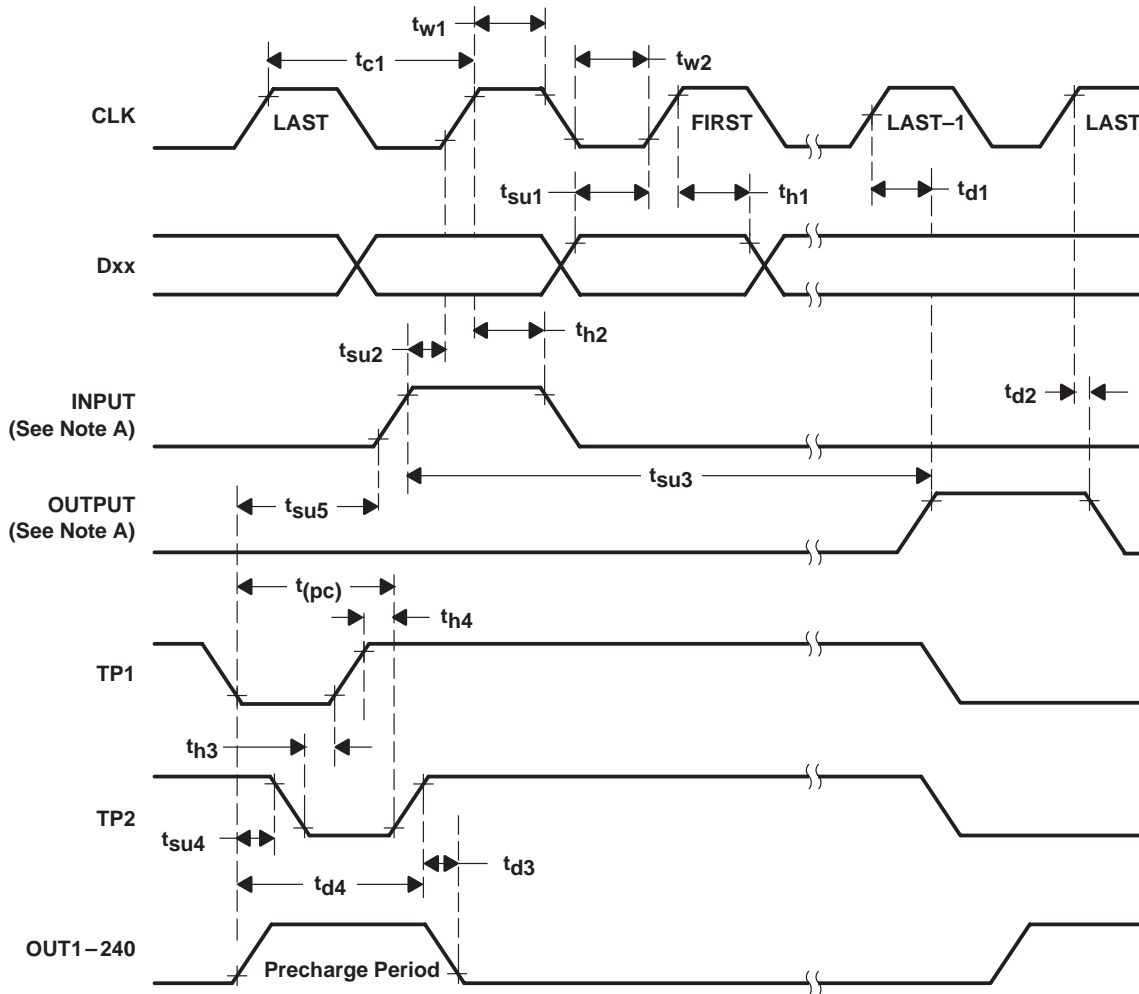 tw1
tc1
tw2
CLK
LAST
FIRST
LAST–1
LAST
tsu1
th1
td1
Dxx
tsu2
th2
INPUT
(See Note A)
td2
tsu3
OUTPUT
(See Note A)
tsu5
t(pc)
th4
TP1
th3
TP2
tsu4
td3
td4
OUT1–240
Precharge Period